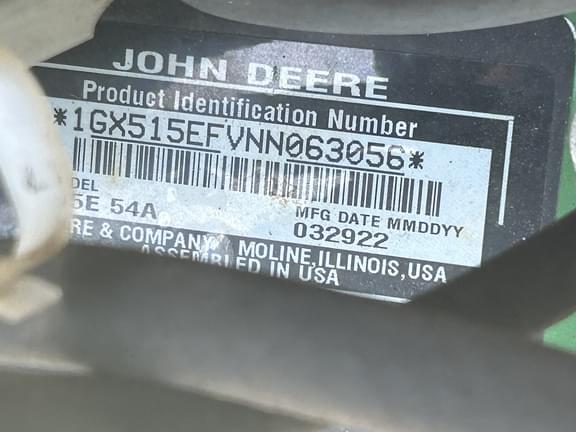 JOHN DEERE
Product Identification Number
*1GX515EFVNN063056*
DEL
5E 54A
MFG DATE MMDDYY
032922
RE & COMPANY MOLINE, ILLINOIS, USA
ASSEMBLED IN USA